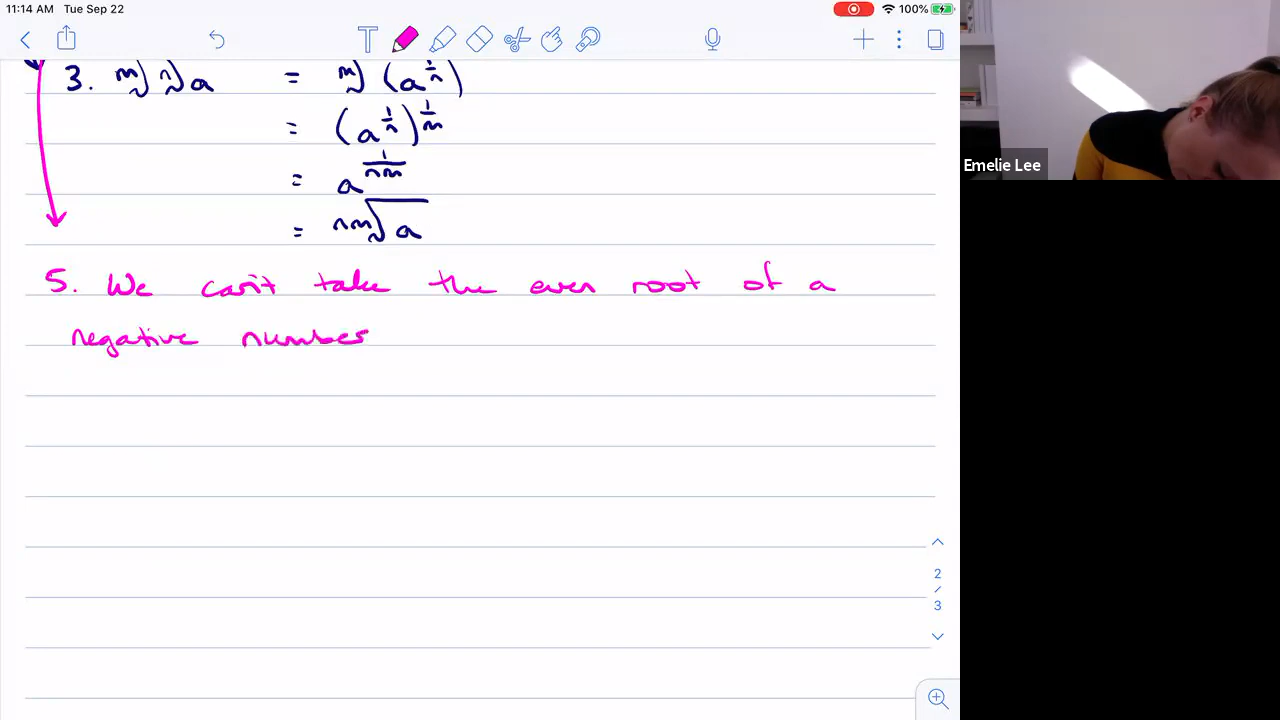 11:14 AM Tue Sep 22
100%
3. ᵐ√ ⁿ√a = ᵐ√(a^{1/n})
= (a^{1/n})^{1/m}
= a^{1/nm}
= ⁿᵐ√a
Emelie Lee
5. We can't take the even root of a
negative number
2
/
3